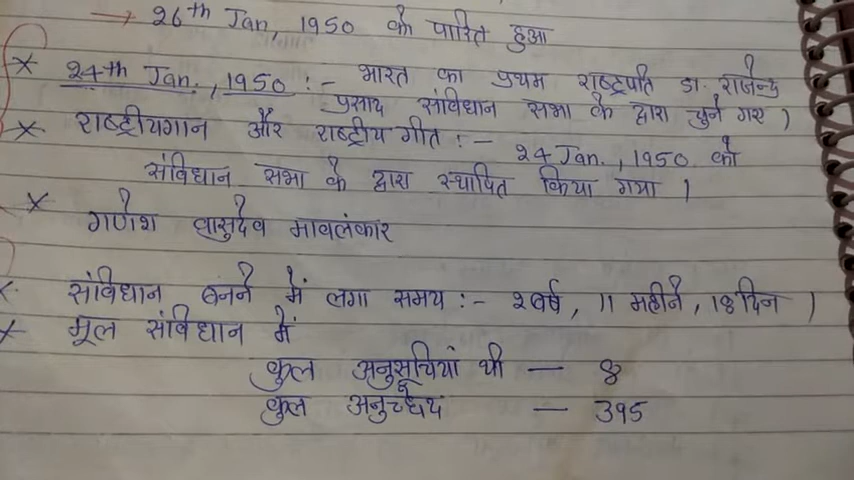 → 26th Jan, 1950 को पारित हुआ
* 24th Jan., 1950 :- भारत का प्रथम राष्ट्रपति डा. राजेन्द्र
प्रसाद संविधान सभा के द्वारा चुने गए।
* राष्ट्रीयगान और राष्ट्रीय गीत :- 24 Jan., 1950 को
संविधान सभा के द्वारा स्थापित किया गया।
* गणेश वासुदेव मावलंकार
* संविधान बनने में लगा समय :- 2 वर्ष, 11 महीने, 18 दिन।
* मूल संविधान में
कुल अनुसूचियां थी — 8
कुल अनुच्छेद — 395